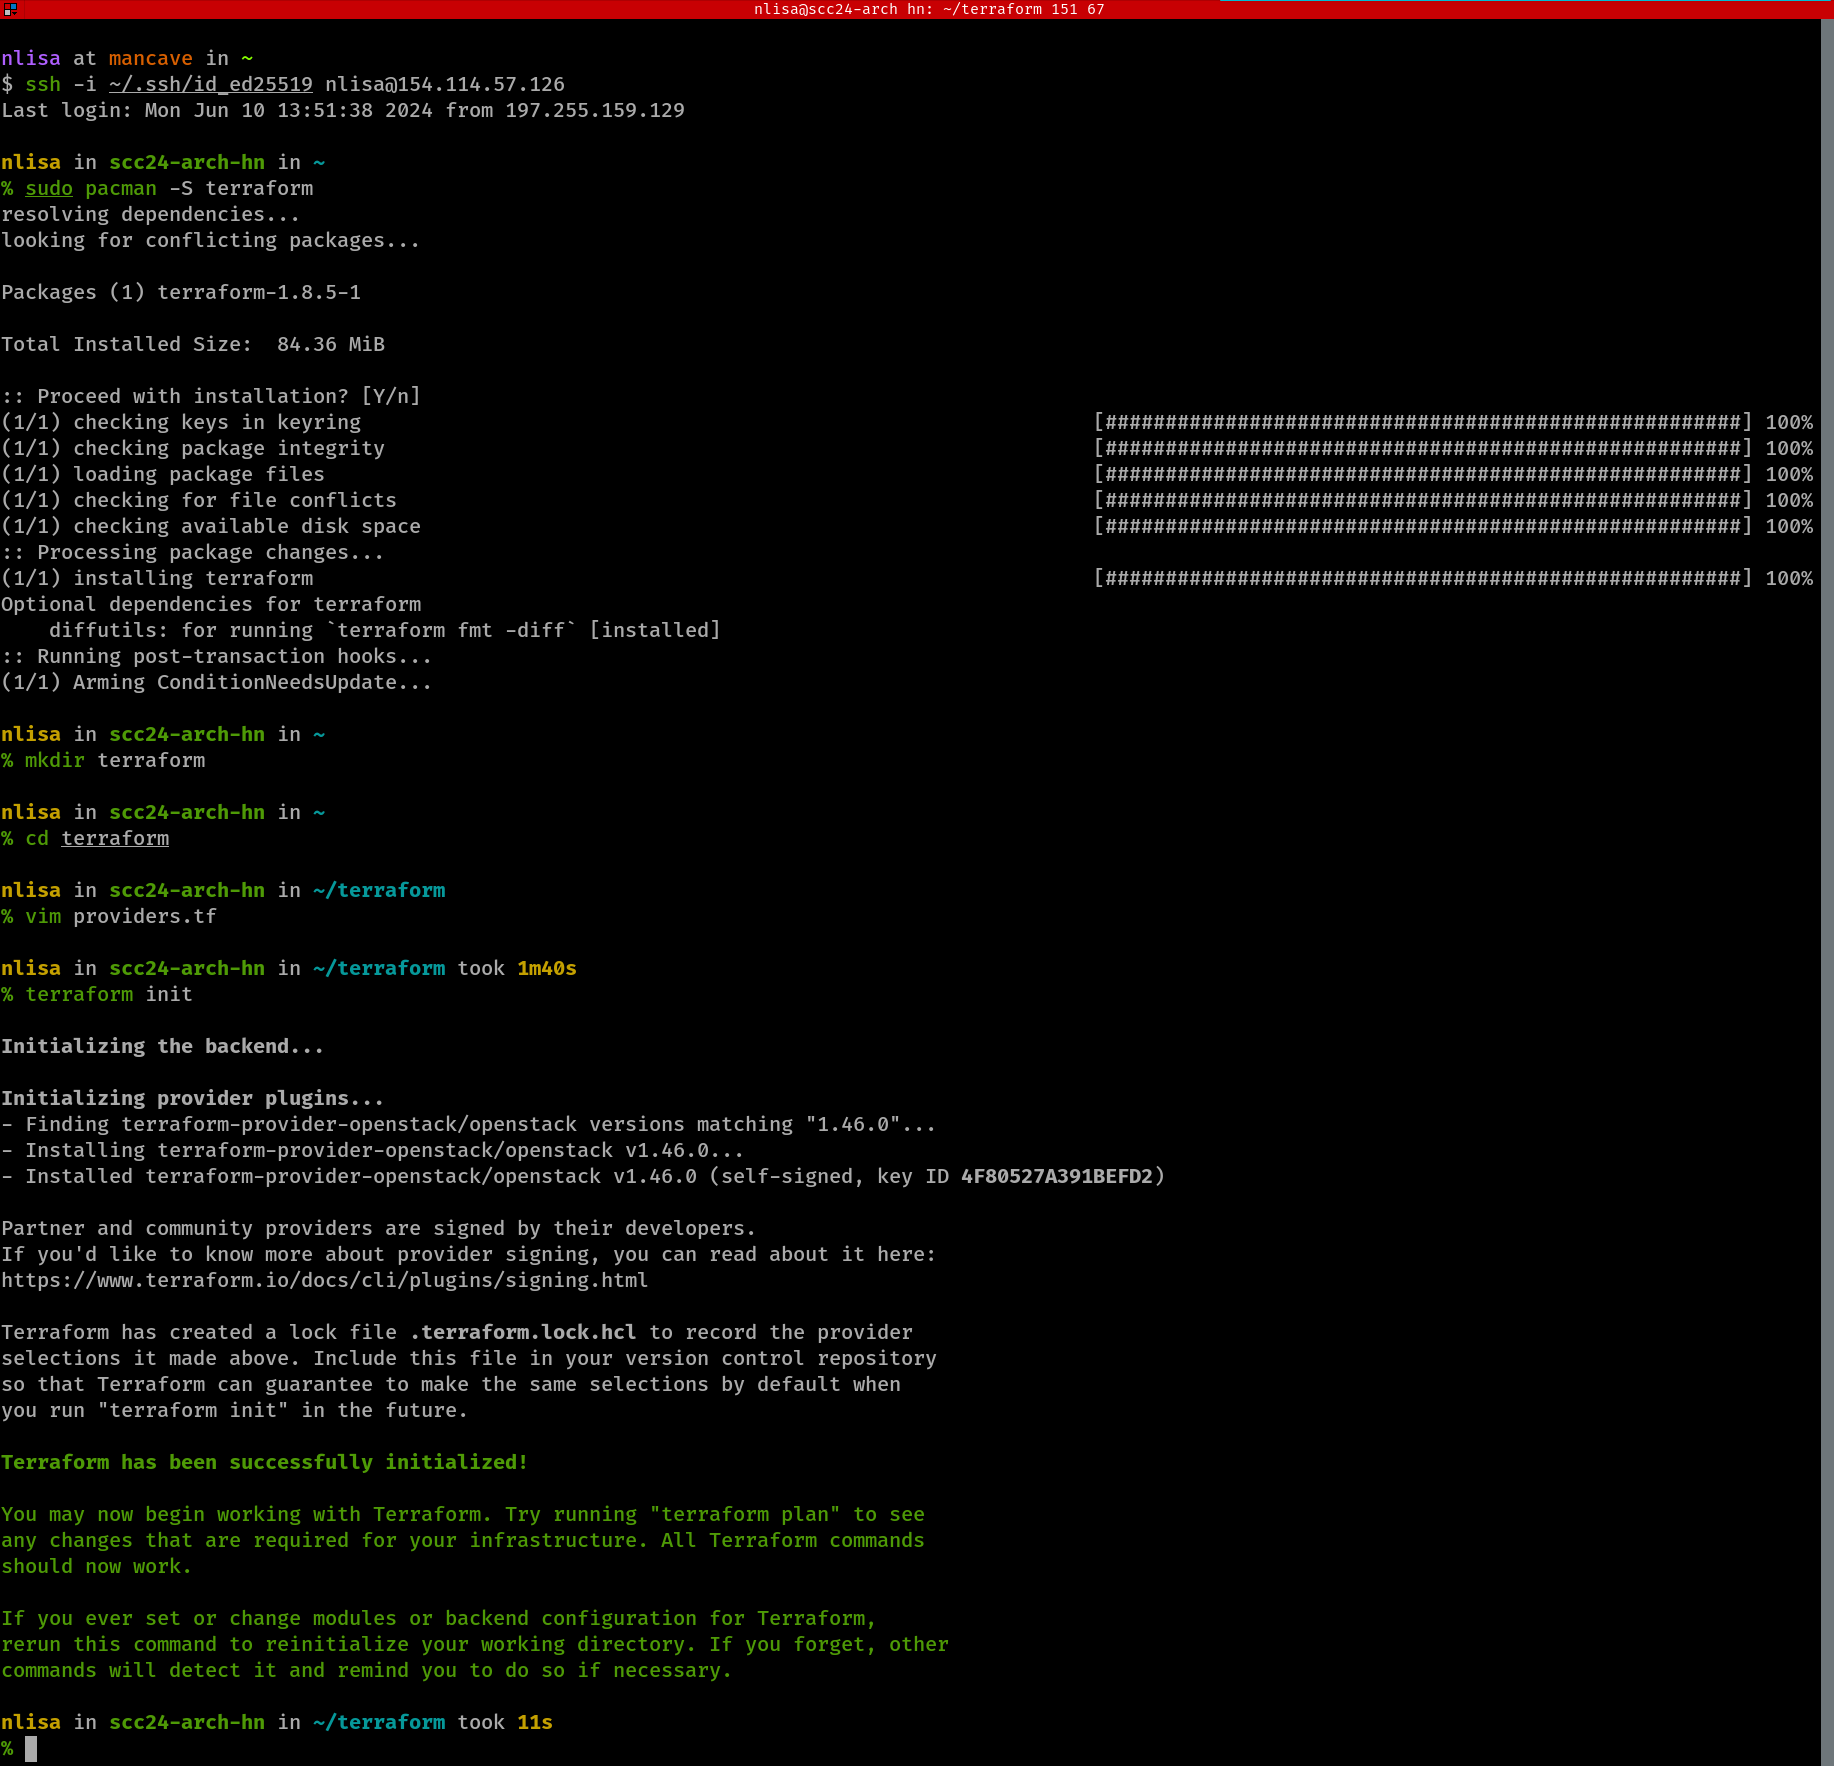 nlisa@scc24-arch hn: ~/terraform 151 67
nlisa at mancave in ~
$ ssh -i ~/.ssh/id_ed25519 nlisa@154.114.57.126
Last login: Mon Jun 10 13:51:38 2024 from 197.255.159.129
nlisa in scc24-arch-hn in ~
% sudo pacman -S terraform
resolving dependencies...
looking for conflicting packages...
Packages (1) terraform-1.8.5-1
Total Installed Size:  84.36 MiB
:: Proceed with installation? [Y/n]
(1/1) checking keys in keyring [#####################################################] 100%
(1/1) checking package integrity [#####################################################] 100%
(1/1) loading package files [#####################################################] 100%
(1/1) checking for file conflicts [#####################################################] 100%
(1/1) checking available disk space [#####################################################] 100%
:: Processing package changes...
(1/1) installing terraform [#####################################################] 100%
Optional dependencies for terraform
    diffutils: for running `terraform fmt -diff` [installed]
:: Running post-transaction hooks...
(1/1) Arming ConditionNeedsUpdate...
nlisa in scc24-arch-hn in ~
% mkdir terraform
nlisa in scc24-arch-hn in ~
% cd terraform
nlisa in scc24-arch-hn in ~/terraform
% vim providers.tf
nlisa in scc24-arch-hn in ~/terraform took 1m40s
% terraform init
Initializing the backend...
Initializing provider plugins...
- Finding terraform-provider-openstack/openstack versions matching "1.46.0"...
- Installing terraform-provider-openstack/openstack v1.46.0...
- Installed terraform-provider-openstack/openstack v1.46.0 (self-signed, key ID 4F80527A391BEFD2)
Partner and community providers are signed by their developers.
If you'd like to know more about provider signing, you can read about it here:
https://www.terraform.io/docs/cli/plugins/signing.html
Terraform has created a lock file .terraform.lock.hcl to record the provider
selections it made above. Include this file in your version control repository
so that Terraform can guarantee to make the same selections by default when
you run "terraform init" in the future.
Terraform has been successfully initialized!
You may now begin working with Terraform. Try running "terraform plan" to see
any changes that are required for your infrastructure. All Terraform commands
should now work.
If you ever set or change modules or backend configuration for Terraform,
rerun this command to reinitialize your working directory. If you forget, other
commands will detect it and remind you to do so if necessary.
nlisa in scc24-arch-hn in ~/terraform took 11s
%